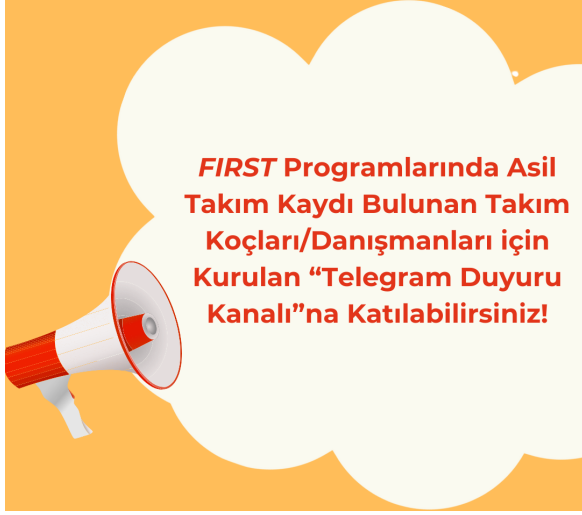 FIRST Programlarında Asil
Takım Kaydı Bulunan Takım
Koçları/Danışmanları için
Kurulan “Telegram Duyuru
Kanalı”na Katılabilirsiniz!